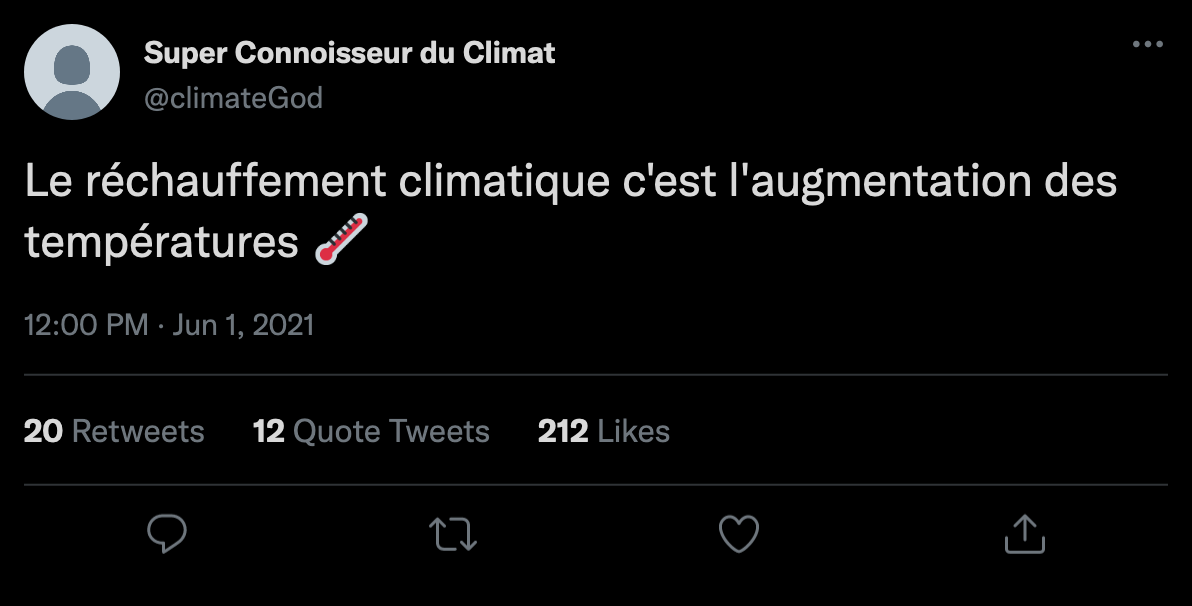 Super Connoisseur du Climat
@climateGod
Le réchauffement climatique c'est l'augmentation des
températures 🌡️
12:00 PM · Jun 1, 2021
20 Retweets 12 Quote Tweets 212 Likes